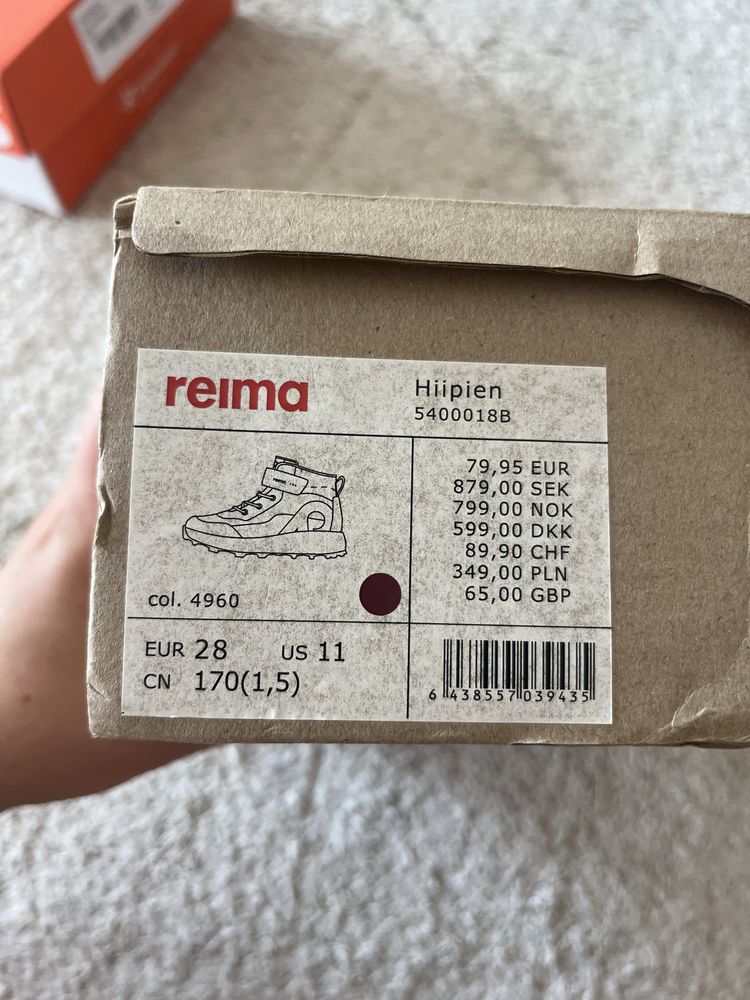 reima
Hiipien
5400018B
79,95 EUR
879,00 SEK
799,00 NOK
599,00 DKK
89,90 CHF
349,00 PLN
65,00 GBP
reima
col. 4960
EUR 28 US 11
CN 170(1,5)
6 438557 039435